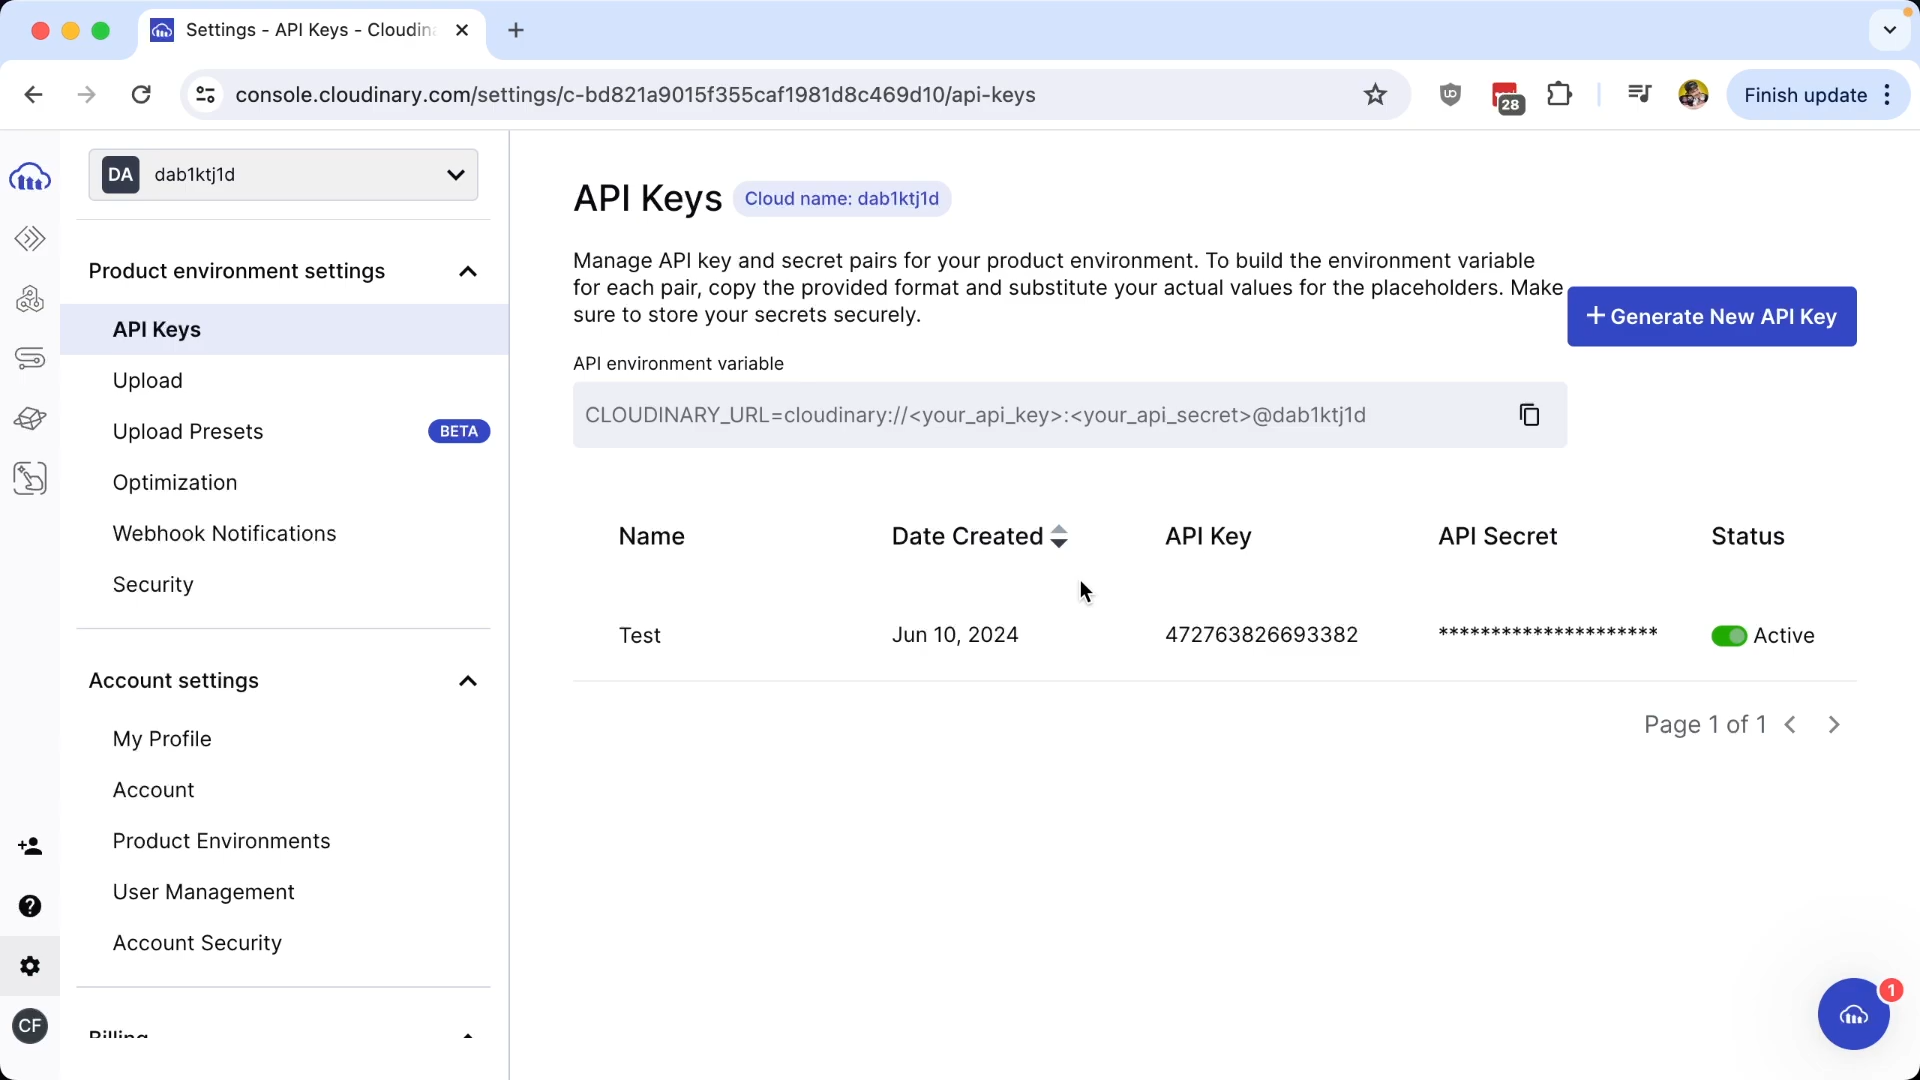 Settings - API Keys - Cloudin
console.cloudinary.com/settings/c-bd821a9015f355caf1981d8c469d10/api-keys
UD
28
Finish update
DA dab1ktj1d
Product environment settings
API Keys
Upload
Upload Presets BETA
Optimization
Webhook Notifications
Security
Account settings
My Profile
Account
Product Environments
User Management
Account Security
Billing
CF
API Keys Cloud name: dab1ktj1d
Manage API key and secret pairs for your product environment. To build the environment variable
for each pair, copy the provided format and substitute your actual values for the placeholders. Make
sure to store your secrets securely.
+ Generate New API Key
API environment variable
CLOUDINARY_URL=cloudinary://<your_api_key>:<your_api_secret>@dab1ktj1d
Name Date Created API Key API Secret Status
Test Jun 10, 2024 472763826693382 ********************* Active
Page 1 of 1
1